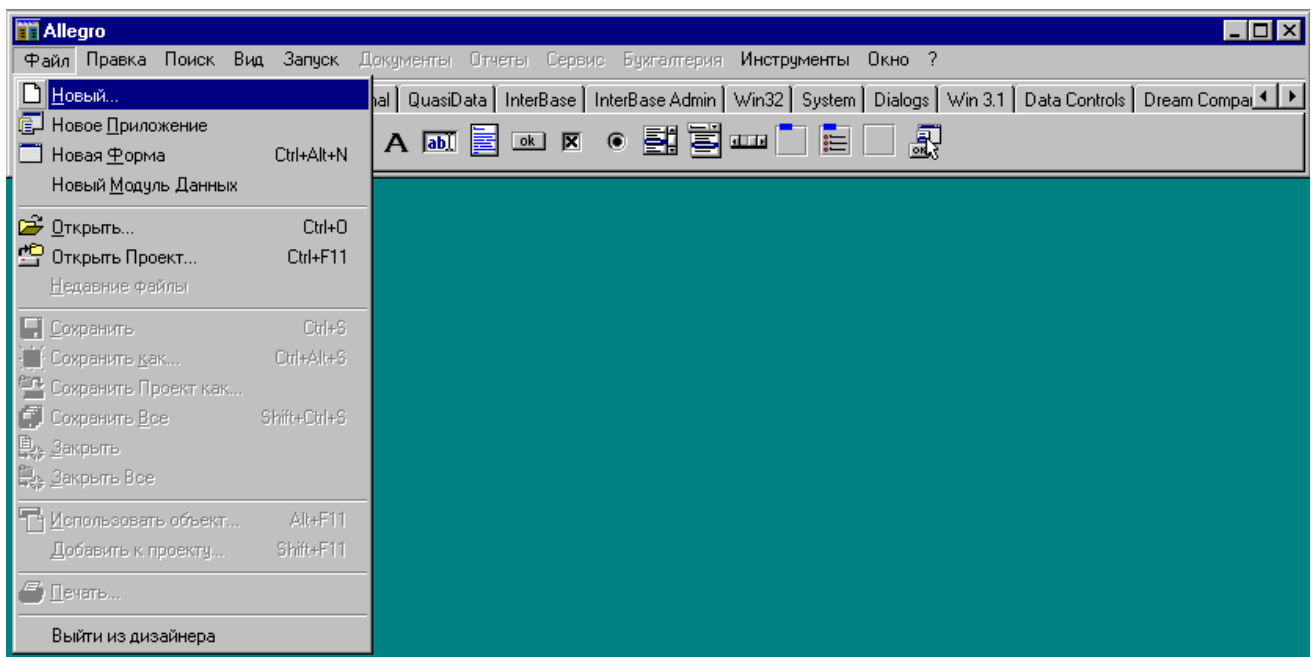 Allegro
Файл Правка Поиск Вид Запуск Документы Отчеты Сервис Бухгалтерия Инструменты Окно ?
QuasiData InterBase InterBase Admin Win32 System Dialogs Win 3.1 Data Controls Dream
A ab ok OK
Новый...
Новое Приложение
Новая Форма Ctrl+Alt+N
Новый Модуль Данных
Открыть... Ctrl+O
Открыть Проект... Ctrl+F11
Недавние файлы
Сохранить Ctrl+S
Сохранить как... Ctrl+Alt+S
Сохранить Проект как...
Сохранить Все Shift+Ctrl+S
Закрыть
Закрыть Все
Использовать объект... Alt+F11
Добавить к проекту... Shift+F11
Печать...
Выйти из дизайнера